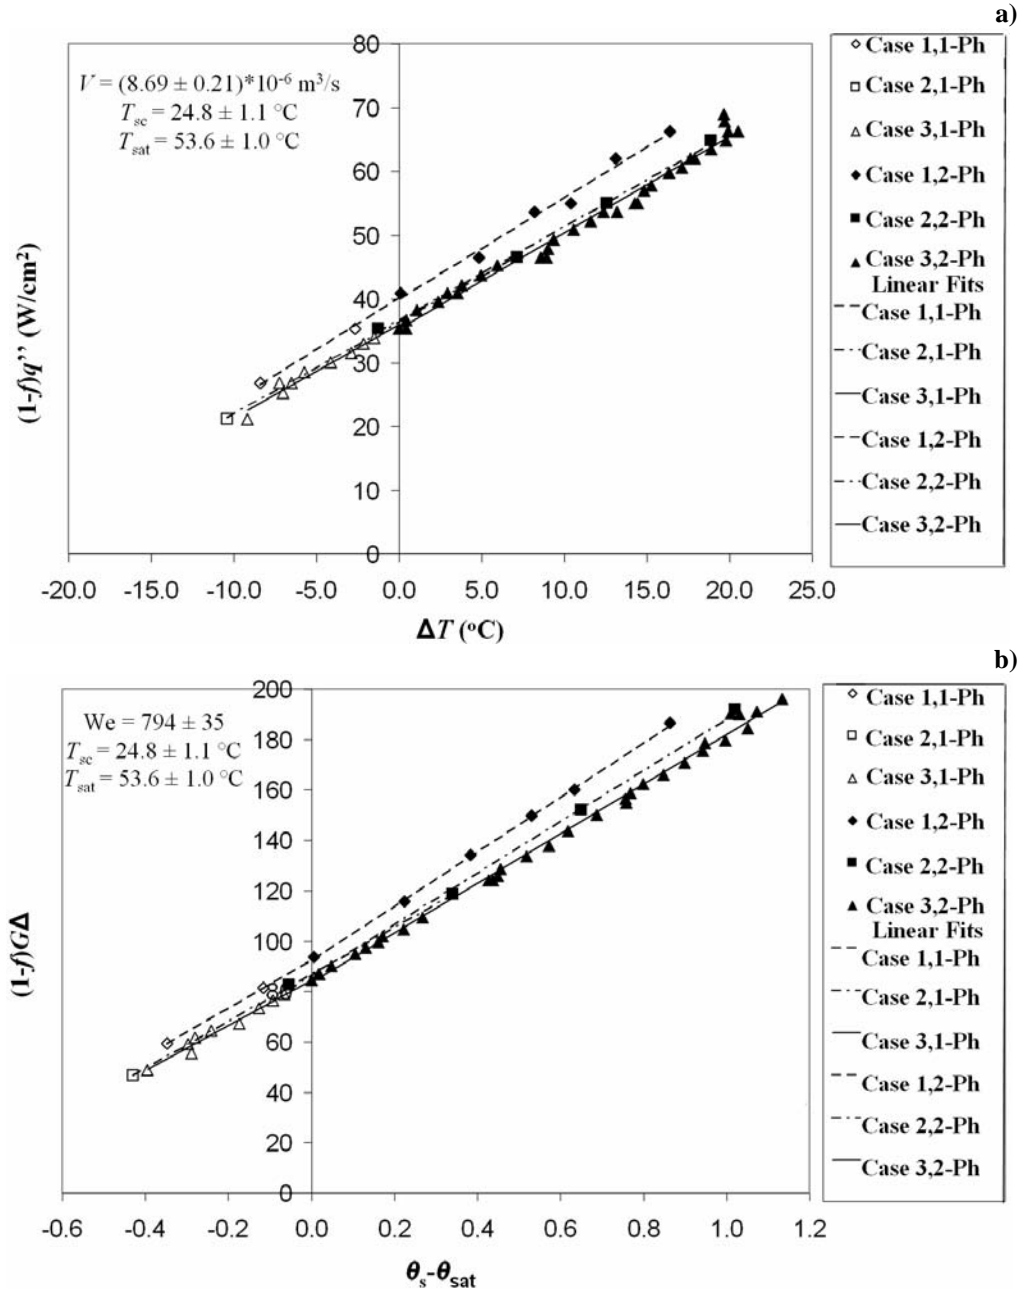 a)
V = (8.69 ± 0.21)*10-6 m3/s
Tsc = 24.8 ± 1.1 °C
Tsat = 53.6 ± 1.0 °C
80
70
60
50
40
30
20
10
0
(1-f)q’’ (W/cm2)
-20.0 -15.0 -10.0 -5.0 0.0 5.0 10.0 15.0 20.0 25.0
ΔT (oC)
Case 1,1-Ph
Case 2,1-Ph
Case 3,1-Ph
Case 1,2-Ph
Case 2,2-Ph
Case 3,2-Ph
Linear Fits
Case 1,1-Ph
Case 2,1-Ph
Case 3,1-Ph
Case 1,2-Ph
Case 2,2-Ph
Case 3,2-Ph
b)
We = 794 ± 35
Tsc = 24.8 ± 1.1 °C
Tsat = 53.6 ± 1.0 °C
200
180
160
140
120
100
80
60
40
20
0
(1-f)GΔ
-0.6 -0.4 -0.2 0.0 0.2 0.4 0.6 0.8 1.0 1.2
θs-θsat
Case 1,1-Ph
Case 2,1-Ph
Case 3,1-Ph
Case 1,2-Ph
Case 2,2-Ph
Case 3,2-Ph
Linear Fits
Case 1,1-Ph
Case 2,1-Ph
Case 3,1-Ph
Case 1,2-Ph
Case 2,2-Ph
Case 3,2-Ph